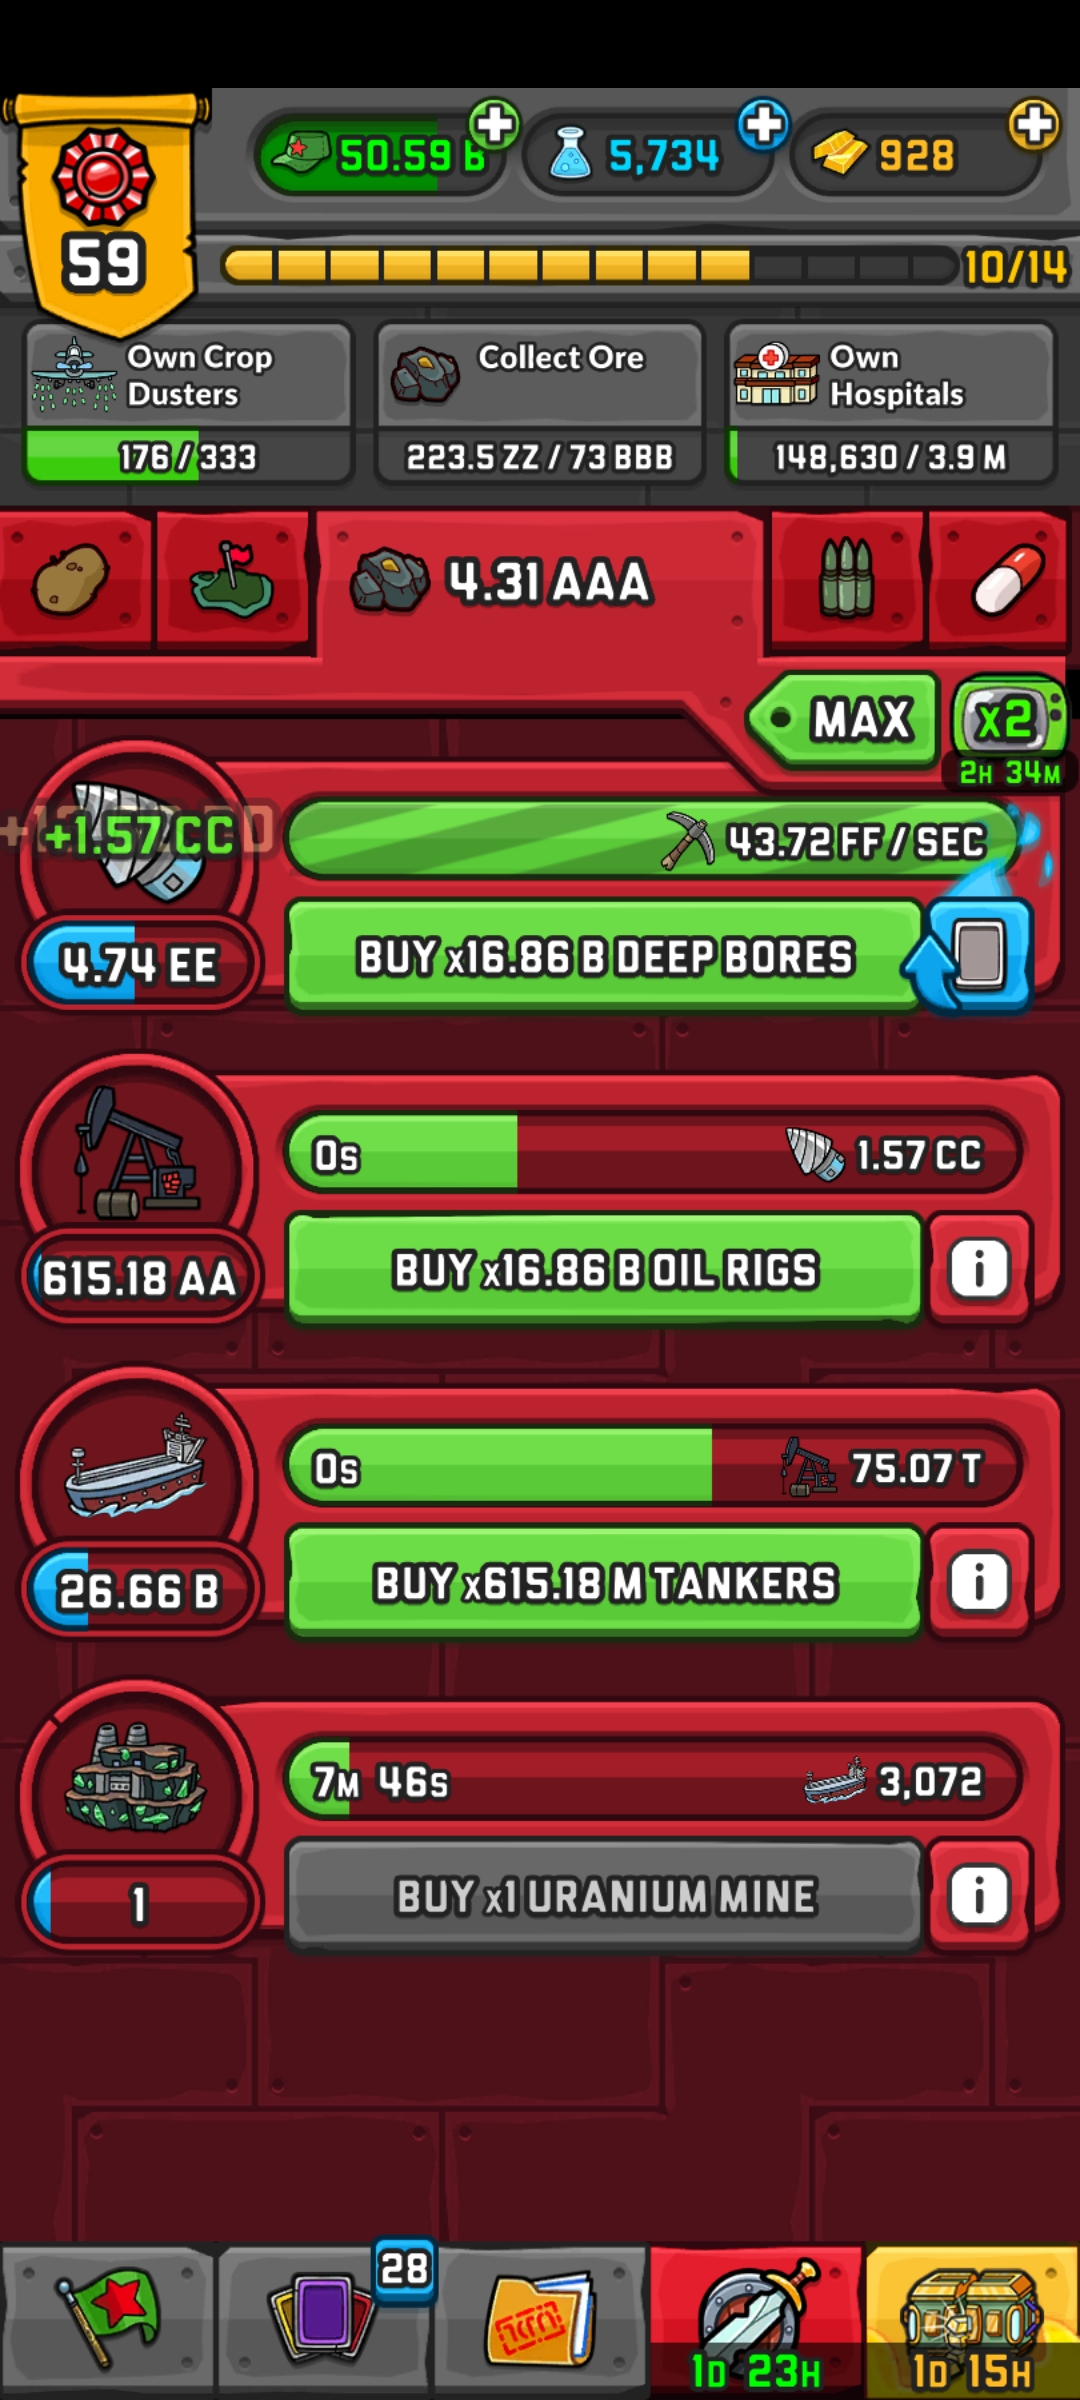 50.59 B
5,734
928
59
10/14
Own Crop
Dusters
176 / 333
Collect Ore
223.5 ZZ / 73 BBB
Own
Hospitals
148,630 / 3.9 M
4.31 AAA
MAX
x2
2H 34M
+1.57 CC
43.72 FF / SEC
4.74 EE
BUY x16.86 B DEEP BORES
0s
1.57 CC
615.18 AA
BUY x16.86 B OIL RIGS
i
0s
75.07 T
26.66 B
BUY x615.18 M TANKERS
i
7M 46s
3,072
1
BUY x1 URANIUM MINE
i
28
1D 23H
1D 15H